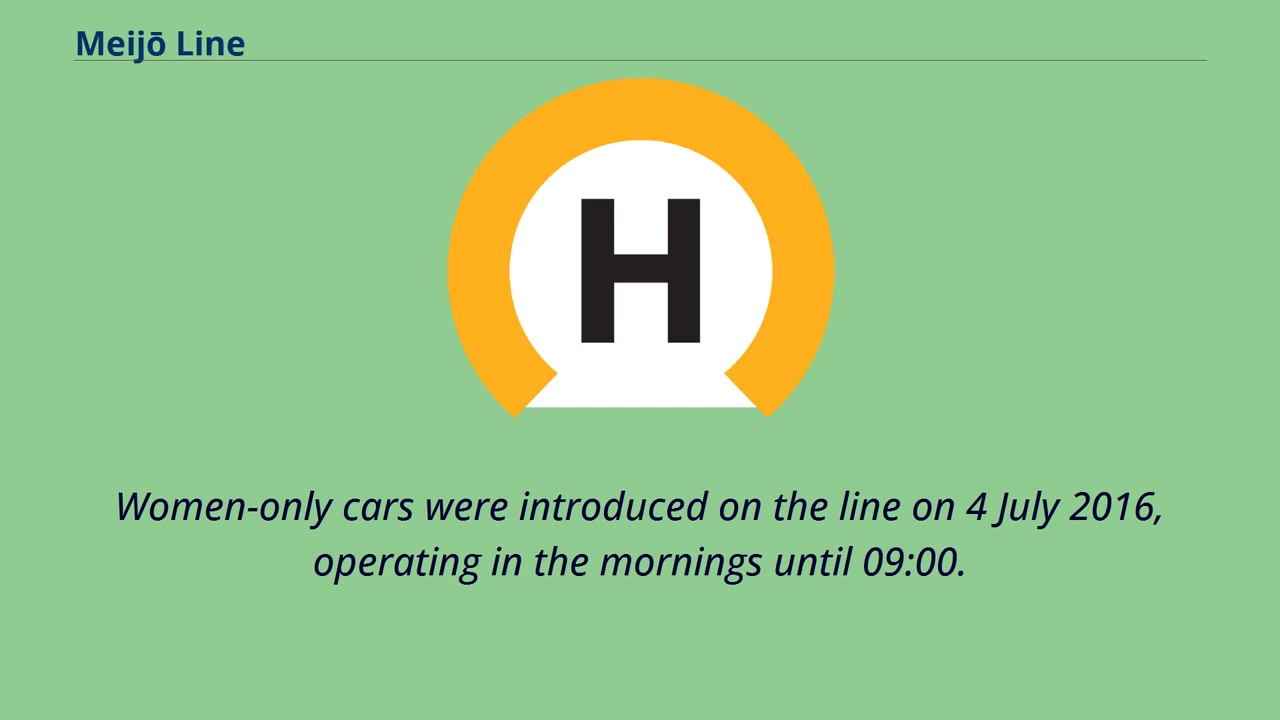 Meijō Line
H
Women-only cars were introduced on the line on 4 July 2016,
operating in the mornings until 09:00.